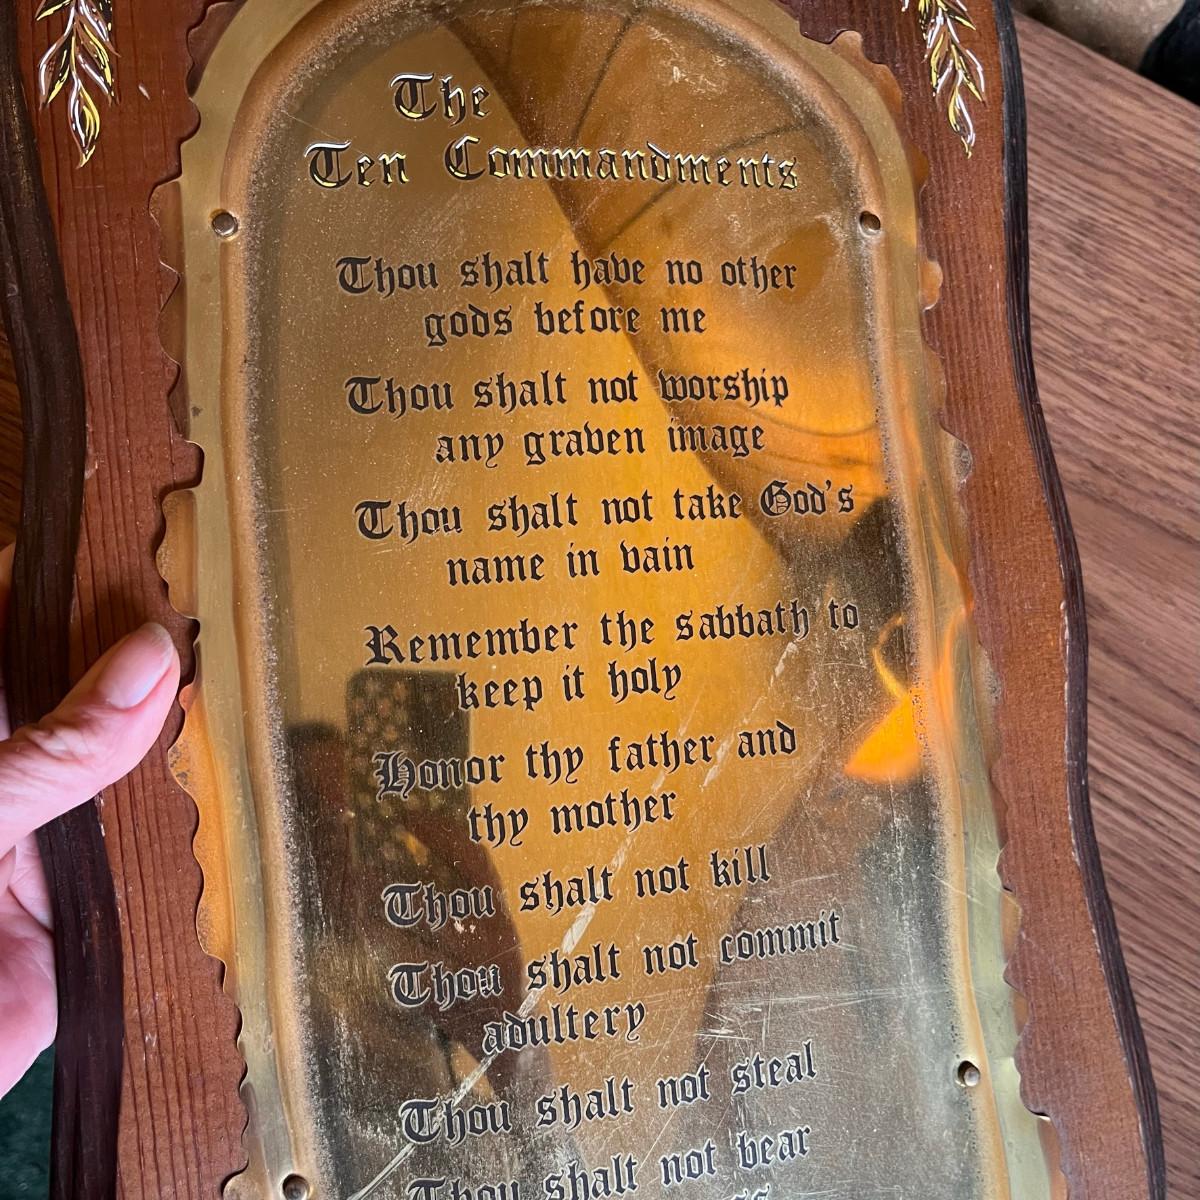 The
Ten Commandments
Thou shalt have no other
gods before me
Thou shalt not worship
any graven image
Thou shalt not take God's
name in vain
Remember the sabbath to
keep it holy
Honor thy father and
thy mother
Thou shalt not kill
Thou shalt not commit
adultery
Thou shalt not steal
Thou shalt not bear